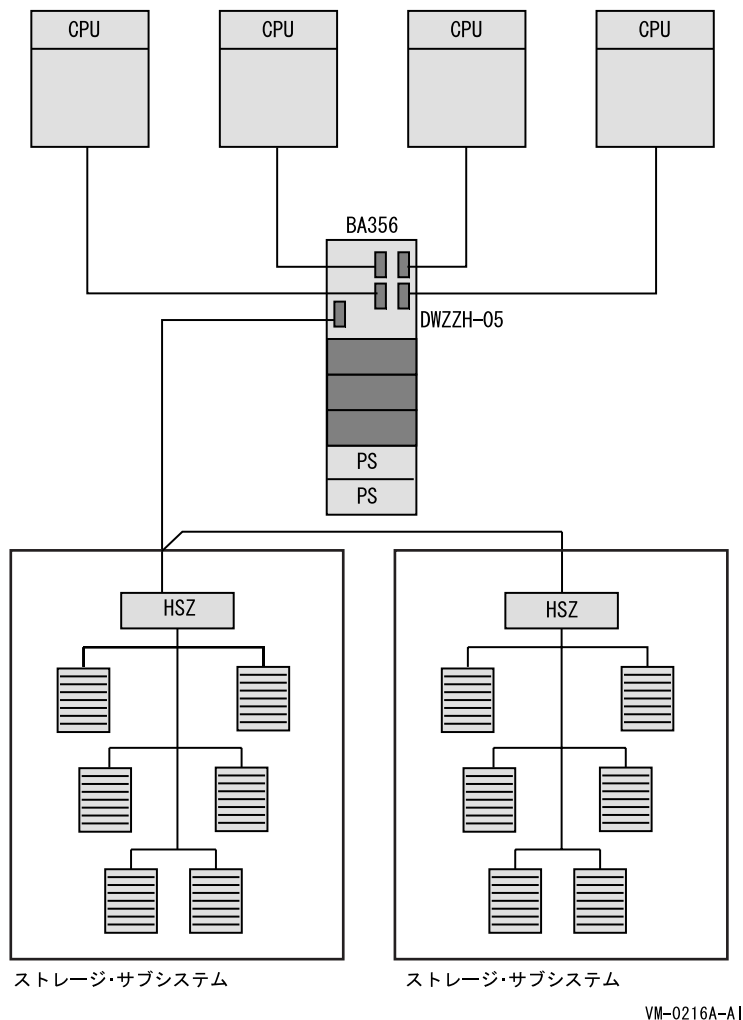 CPU
CPU
CPU
CPU
BA356
DWZZH-05
PS
PS
HSZ
HSZ
ストレージ・サブシステム
ストレージ・サブシステム
VM-0216A-AI